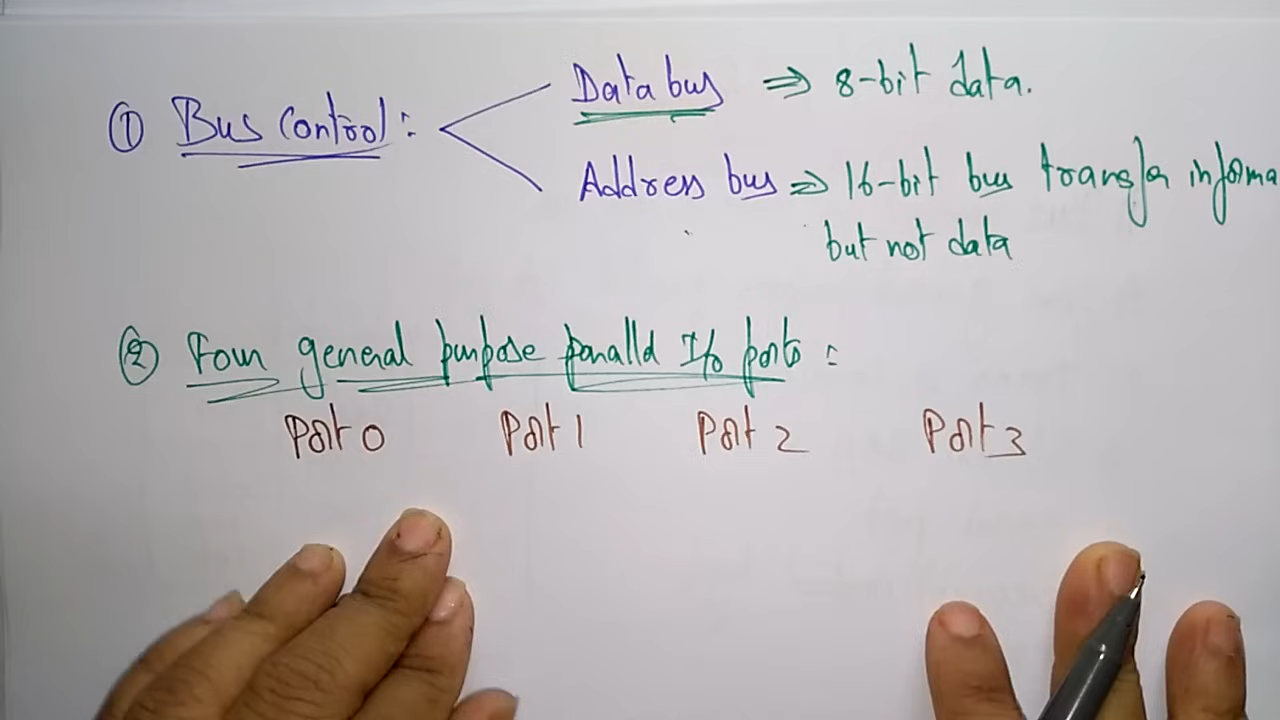 ① Bus Control :
Data bus ⇒ 8-bit data.
Address bus ⇒ 16-bit bus transfer informa
but not data
② Four general purpose parallel I/o ports :
Port 0 Port 1 Port 2 Port 3